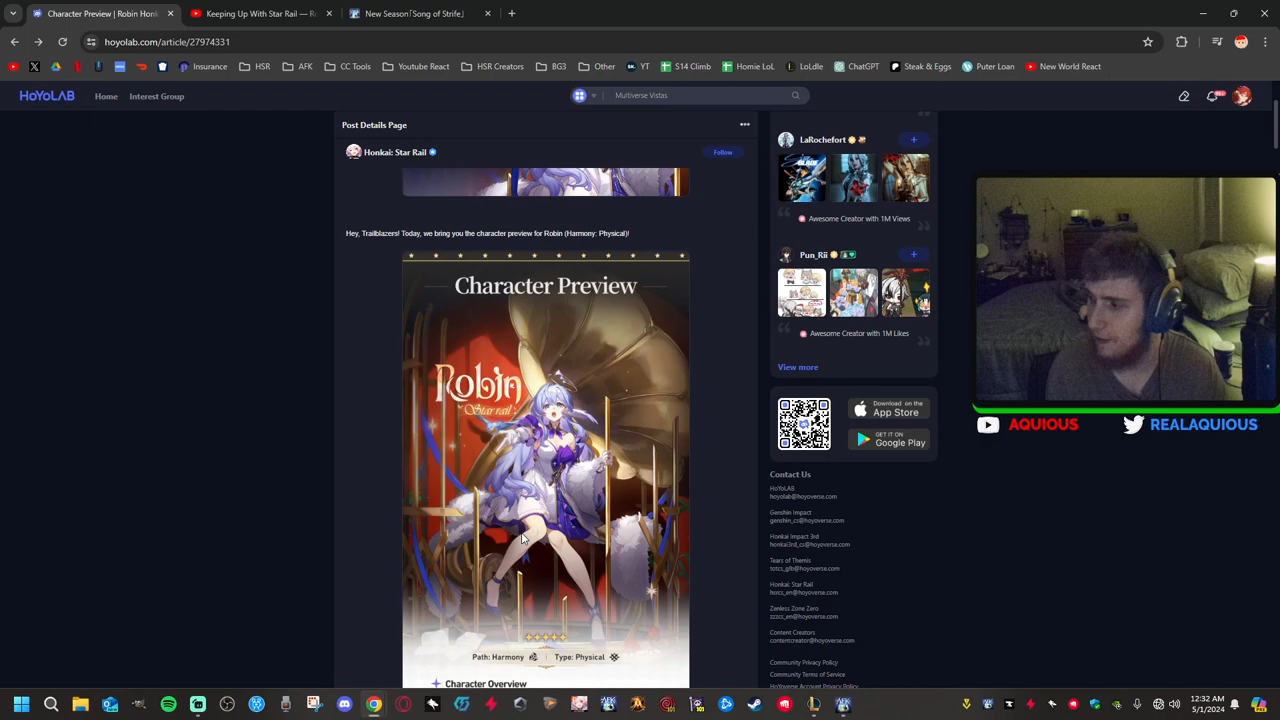 Character Preview | Robin Honk
Keeping Up With Star Rail — Ro
New Season「Song of Strife」
hoyolab.com/article/27974331
Insurance
HSR
AFK
CC Tools
Youtube React
HSR Creators
BG3
Other
YT
S14 Climb
Homie Lol
LoLdle
ChatGPT
Steak & Eggs
Puter Loan
New World React
HOYOLAB
Home
Interest Group
Multiverse Vistas
Post Details Page
Honkai: Star Rail
Follow
Hey, Trailblazers! Today, we bring you the character preview for Robin (Harmony: Physical)!
Character Preview
Robin
Star rail
Path: Harmony
Type: Physical
Character Overview
LaRochefort
Awesome Creator with 1M Views
Pun_Rii
Awesome Creator with 1M Likes
View more
Download on the
App Store
GET IT ON
Google Play
Contact Us
HoYoLAB
hoyolab@hoyoverse.com
Genshin Impact
genshin_cs@hoyoverse.com
Honkai Impact 3rd
honkai3rd_cs@hoyoverse.com
Tears of Themis
totcs_glb@hoyoverse.com
Honkai: Star Rail
hsrcs_en@hoyoverse.com
Zenless Zone Zero
zzzcs_en@hoyoverse.com
Content Creators
contentcreator@hoyoverse.com
Community Privacy Policy
Community Terms of Service
HoYoverse Account Privacy Policy
AQUIOUS
REALAQUIOUS
12:32 AM
5/1/2024